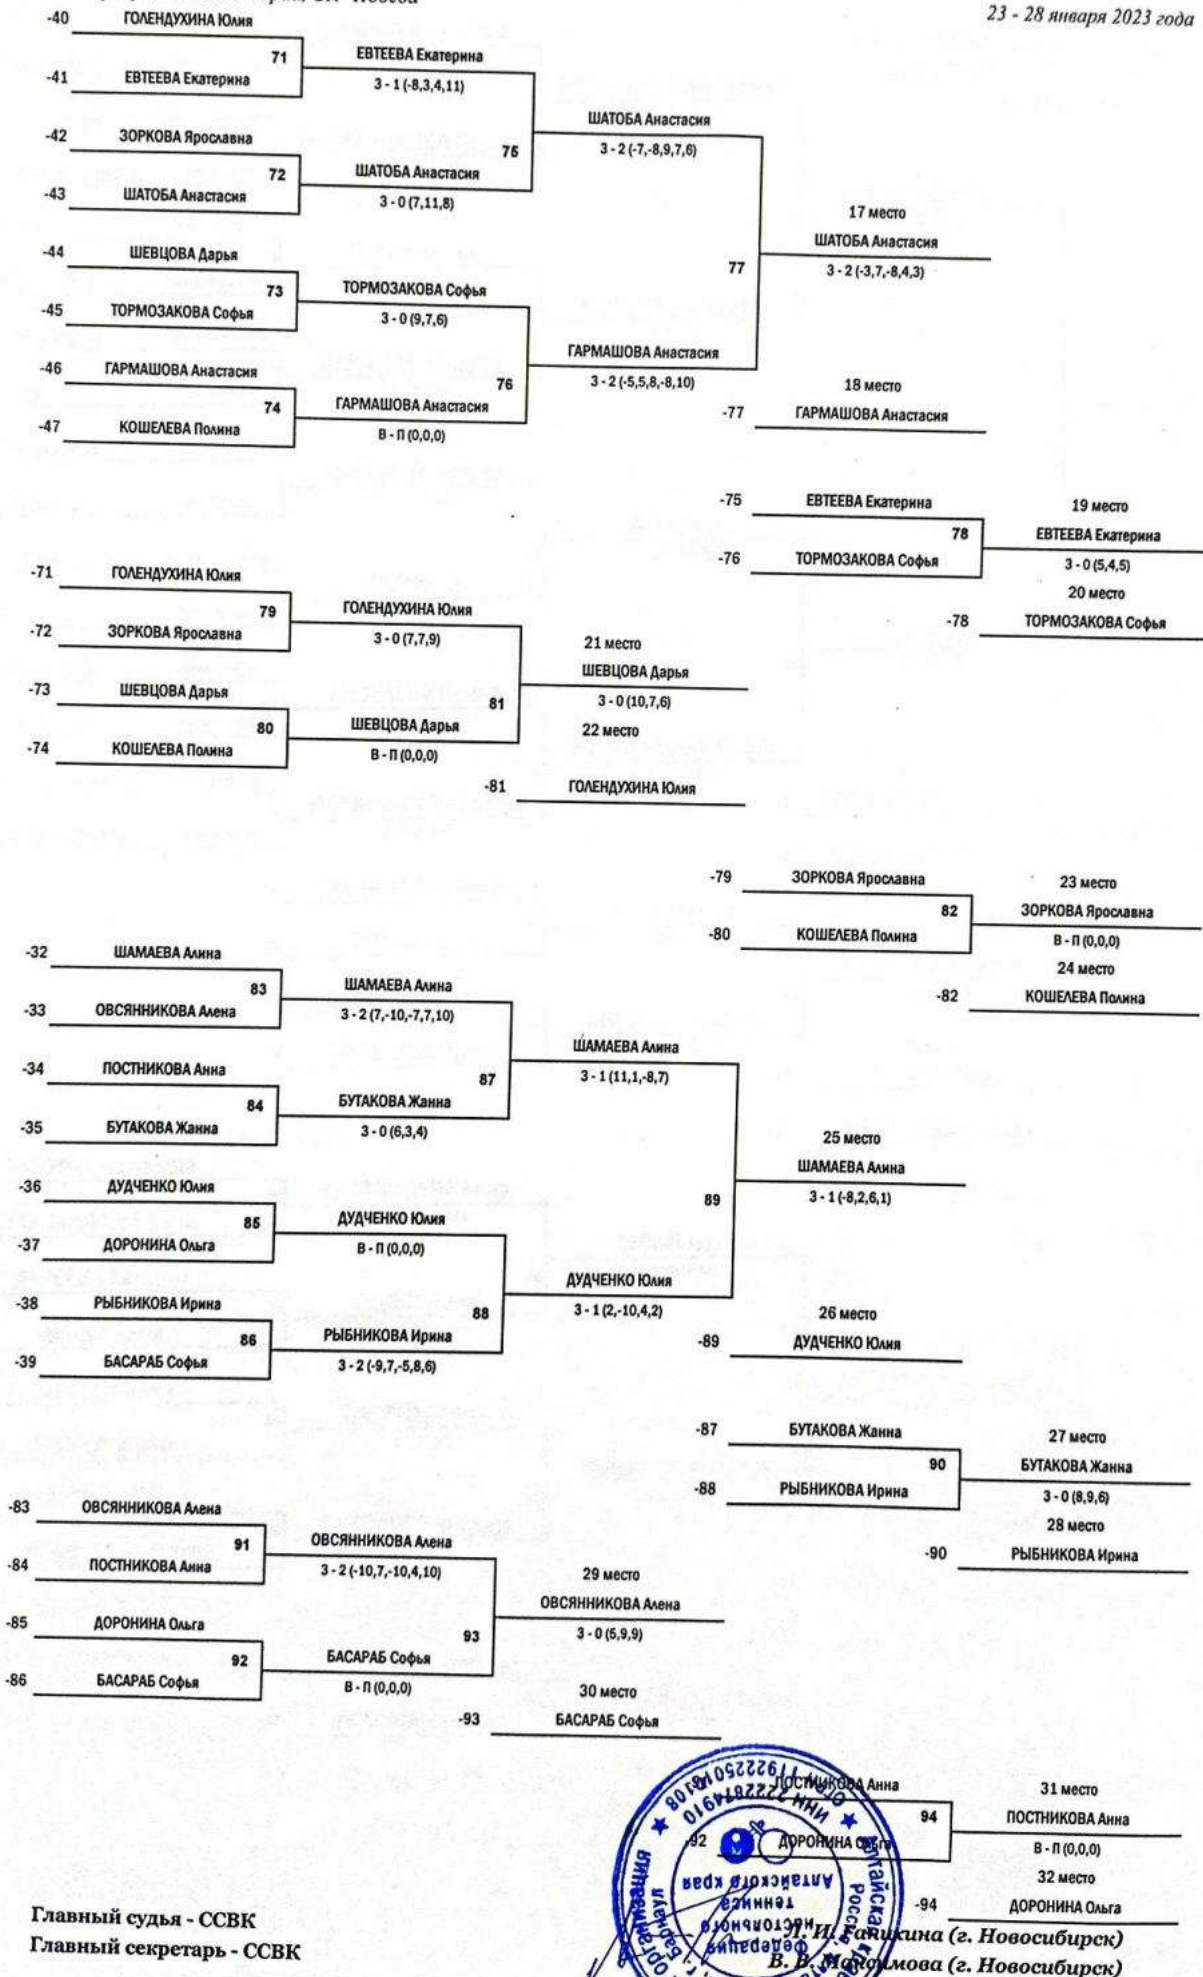 23 - 28 января 2023 года
-40 ГОЛЕНДУХИНА Юлия
71 ЕВТЕЕВА Екатерина
-41 ЕВТЕЕВА Екатерина 3 - 1 (-8,3,4,11)
ШАТОБА Анастасия
-42 ЗОРКОВА Ярославна 75 3 - 2 (-7,-8,9,7,6)
72 ШАТОБА Анастасия
-43 ШАТОБА Анастасия 3 - 0 (7,11,8)
17 место
77 ШАТОБА Анастасия
3 - 2 (-3,7,-8,4,3)
-44 ШЕВЦОВА Дарья
73 ТОРМОЗАКОВА Софья
-45 ТОРМОЗАКОВА Софья 3 - 0 (9,7,6)
ГАРМАШОВА Анастасия
-46 ГАРМАШОВА Анастасия 76 3 - 2 (-5,5,8,-8,10)
74 ГАРМАШОВА Анастасия
-47 КОШЕЛЕВА Полина В - П (0,0,0)
18 место
-77 ГАРМАШОВА Анастасия
-75 ЕВТЕЕВА Екатерина 19 место
78 ЕВТЕЕВА Екатерина
-76 ТОРМОЗАКОВА Софья 3 - 0 (5,4,5)
20 место
-78 ТОРМОЗАКОВА Софья
-71 ГОЛЕНДУХИНА Юлия
79 ГОЛЕНДУХИНА Юлия
-72 ЗОРКОВА Ярославна 3 - 0 (7,7,9)
21 место
81 ШЕВЦОВА Дарья
3 - 0 (10,7,6)
-73 ШЕВЦОВА Дарья
80 ШЕВЦОВА Дарья
-74 КОШЕЛЕВА Полина В - П (0,0,0)
22 место
-81 ГОЛЕНДУХИНА Юлия
-79 ЗОРКОВА Ярославна 23 место
82 ЗОРКОВА Ярославна
-80 КОШЕЛЕВА Полина В - П (0,0,0)
24 место
-82 КОШЕЛЕВА Полина
-32 ШАМАЕВА Алина
83 ШАМАЕВА Алина
-33 ОВСЯННИКОВА Алена 3 - 2 (7,-10,-7,7,10)
ШАМАЕВА Алина
-34 ПОСТНИКОВА Анна 87 3 - 1 (11,1,-8,7)
84 БУТАКОВА Жанна
-35 БУТАКОВА Жанна 3 - 0 (6,3,4)
25 место
89 ШАМАЕВА Алина
3 - 1 (-8,2,6,1)
-36 ДУДЧЕНКО Юлия
85 ДУДЧЕНКО Юлия
-37 ДОРОНИНА Ольга В - П (0,0,0)
ДУДЧЕНКО Юлия
-38 РЫБНИКОВА Ирина 88 3 - 1 (2,-10,4,2)
86 РЫБНИКОВА Ирина
-39 БАСАРАБ Софья 3 - 2 (-9,7,-5,8,6)
26 место
-89 ДУДЧЕНКО Юлия
-87 БУТАКОВА Жанна 27 место
90 БУТАКОВА Жанна
-88 РЫБНИКОВА Ирина 3 - 0 (8,9,6)
28 место
-90 РЫБНИКОВА Ирина
-83 ОВСЯННИКОВА Алена
91 ОВСЯННИКОВА Алена
-84 ПОСТНИКОВА Анна 3 - 2 (-10,7,-10,4,10)
29 место
93 ОВСЯННИКОВА Алена
3 - 0 (5,9,9)
-85 ДОРОНИНА Ольга
92 БАСАРАБ Софья
-86 БАСАРАБ Софья В - П (0,0,0)
30 место
-93 БАСАРАБ Софья
ПОСТНИКОВА Анна 31 место
94 ПОСТНИКОВА Анна
-92 ДОРОНИНА Ольга В - П (0,0,0)
32 место
-94 ДОРОНИНА Ольга
ИНН 2222874910
Федерация
настольного
тенниса
Алтайского края
г. Барнаул
Главный судья - ССВК (г. Новосибирск)
Главный секретарь - ССВК В. В. Максимова (г. Новосибирск)